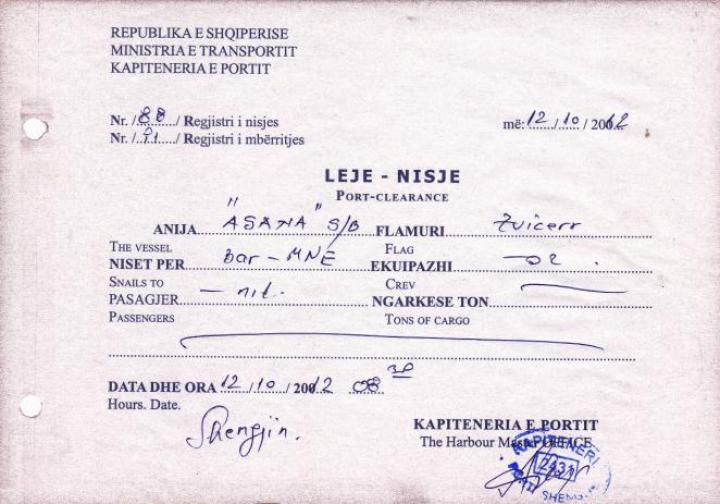 REPUBLIKA E SHQIPERISE
MINISTRIA E TRANSPORTIT
KAPITENERIA E PORTIT
Nr. /88/ Regjistri i nisjes
më: 12/10/2012
Nr. /91/ Regjistri i mbërritjes
LEJE - NISJE
PORT-CLEARANCE
ANIJA "ASANA" S/B FLAMURI Zvicerr
THE VESSEL FLAG
NISET PER bar - MNE EKUIPAZHI - 02.
SNAILS TO CREV
PASAGJER - nil. NGARKESE TON
PASSENGERS TONS OF CARGO
DATA DHE ORA 12/10/2012 08 30
Hours. Date.
Shengjin.
KAPITENERIA E PORTIT
The Harbour Master OFFICE
KAPITENERI
2431